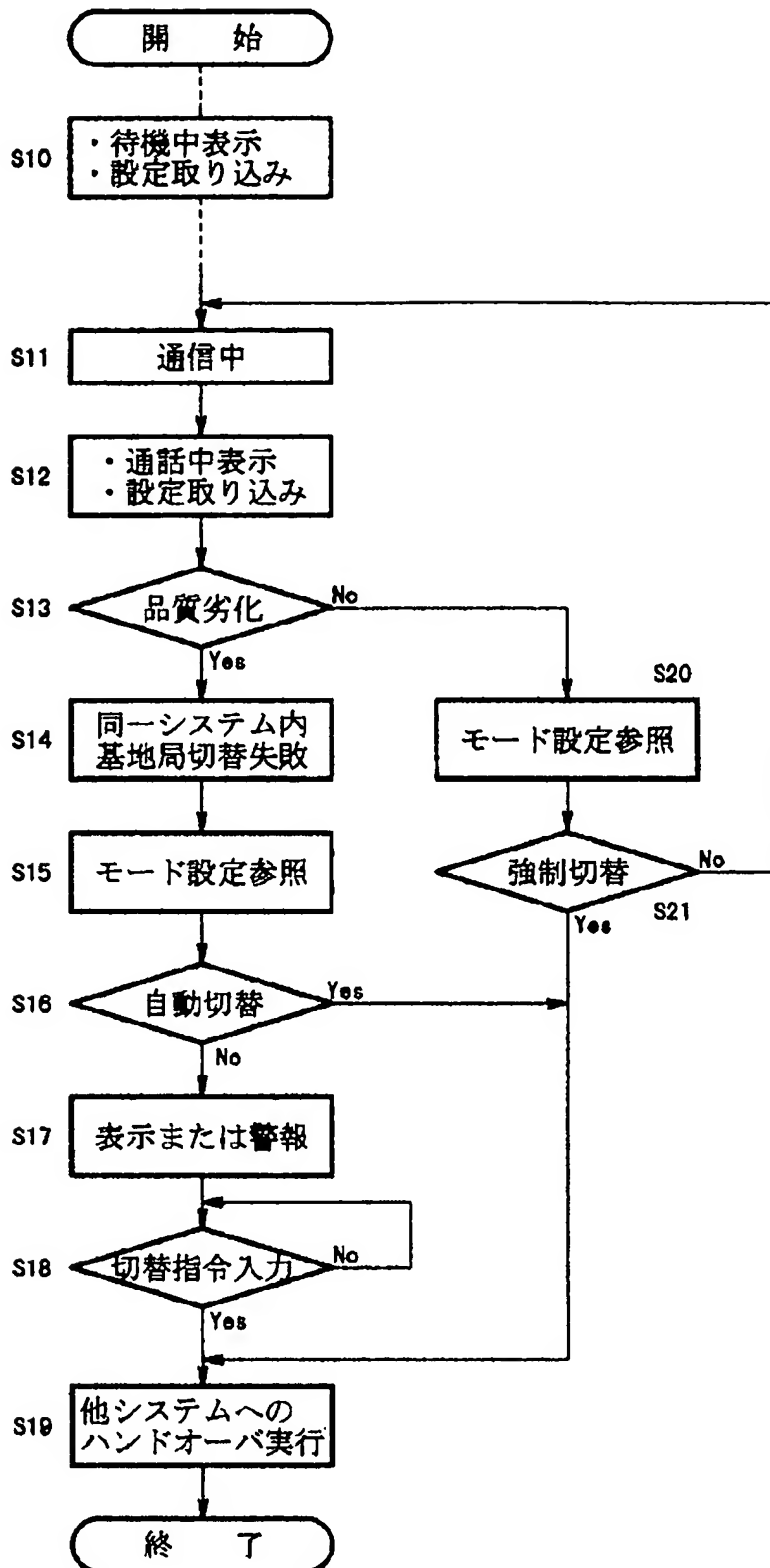 開 始
S10
・待機中表示
・設定取り込み
S11
通信中
S12
・通話中表示
・設定取り込み
S13
品質劣化
No
Yes
S14
同一システム内
基地局切替失敗
S20
モード設定参照
S15
モード設定参照
強制切替
No
S21
Yes
S16
自動切替
Yes
No
S17
表示または警報
S18
切替指令入力
No
Yes
S19
他システムへの
ハンドオーバ実行
終 了